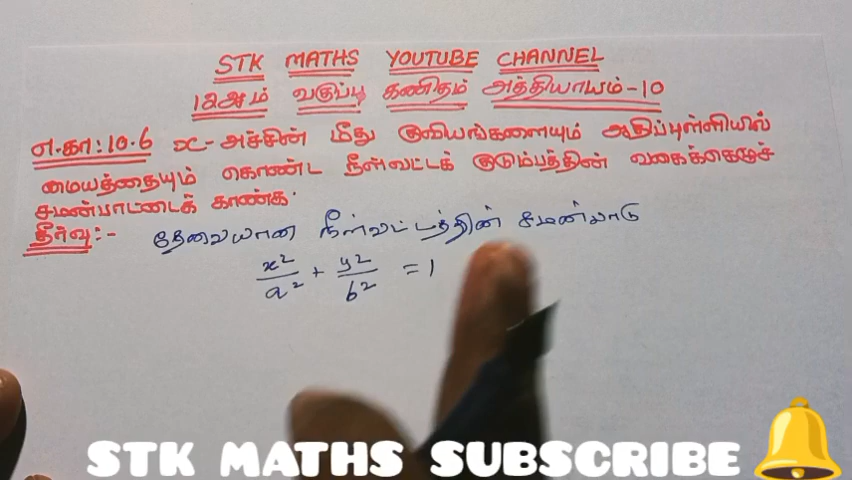 STK MATHS YOUTUBE CHANNEL
12ஆம் வகுப்பு கணிதம் அத்தியாயம்-10
எ.கா:10.6 x-அச்சின் மீது குவியங்களையும் ஆதிப்புள்ளியில்
மையத்தையும் கொண்ட நீள்வட்டக் குடும்பத்தின் வகைக்கெழுச்
சமன்பாட்டைக் காண்க.
தீர்வு:- தேவையான நீள்வட்டத்தின் சமன்பாடு
x²/a² + y²/b² = 1
STK MATHS SUBSCRIBE